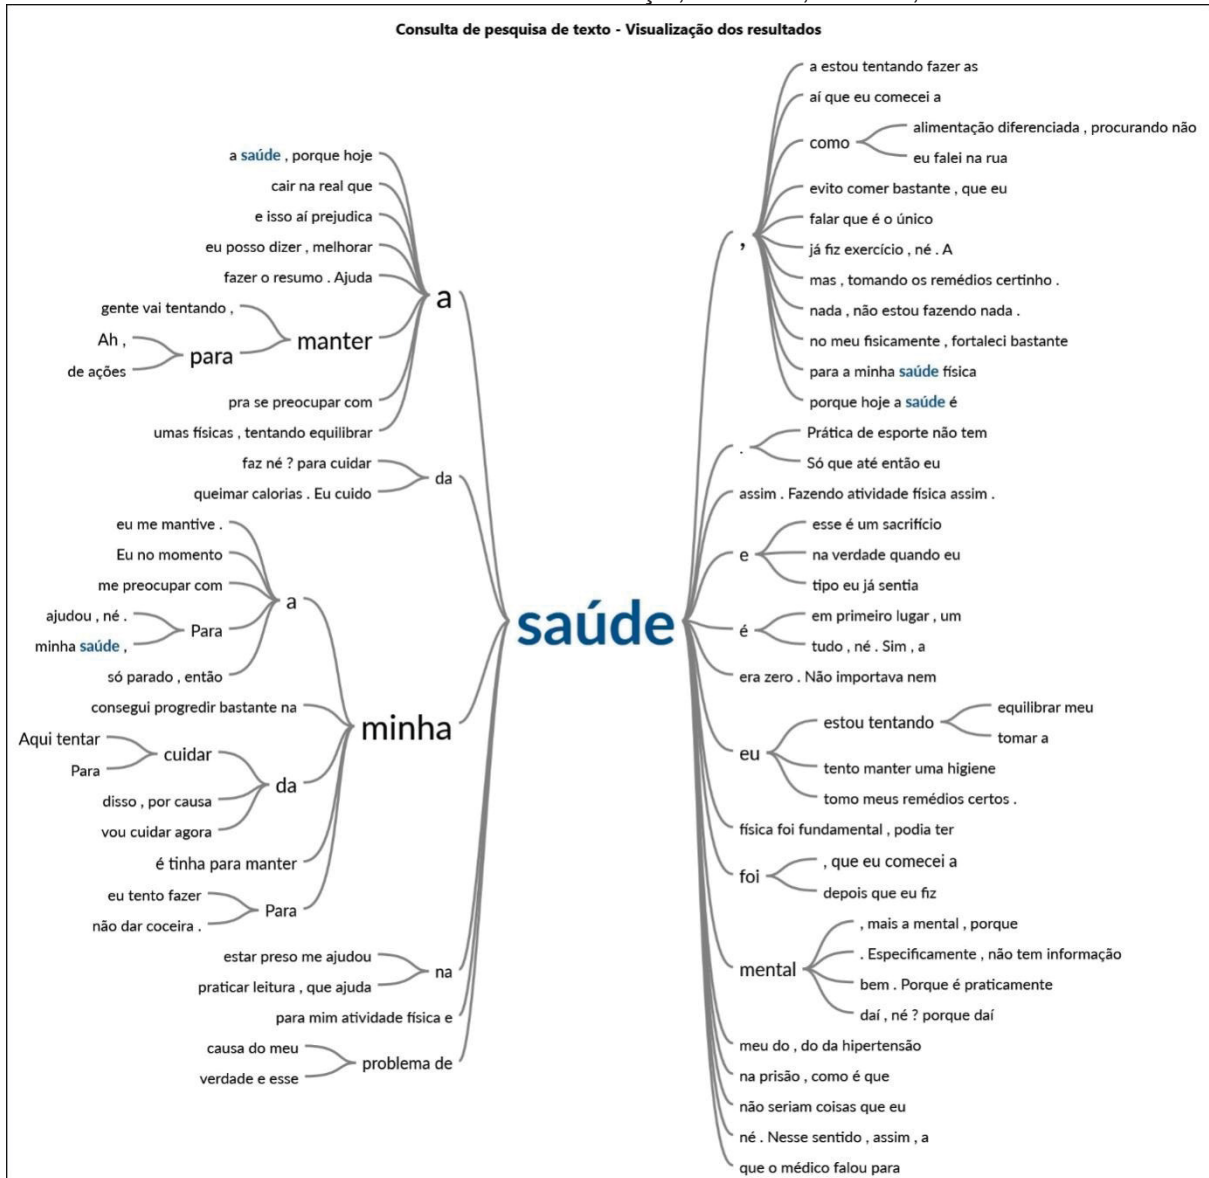 Consulta de pesquisa de texto - Visualização dos resultados
a saúde , porque hoje
cair na real que
e isso aí prejudica
eu posso dizer , melhorar
fazer o resumo . Ajuda
a
gente vai tentando ,
manter
Ah ,
para
de ações
pra se preocupar com
umas físicas , tentando equilibrar
faz né ? para cuidar
da
queimar calorias . Eu cuido
eu me mantive .
Eu no momento
me preocupar com
a
ajudou , né .
Para
minha saúde ,
só parado , então
consegui progredir bastante na
minha
Aqui tentar
cuidar
Para
da
disso , por causa
vou cuidar agora
é tinha para manter
eu tento fazer
Para
não dar coceira .
estar preso me ajudou
na
praticar leitura , que ajuda
para mim atividade física e
causa do meu
problema de
verdade e esse
saúde
a estou tentando fazer as
aí que eu comecei a
alimentação diferenciada , procurando não
como
eu falei na rua
evito comer bastante , que eu
falar que é o único
,
já fiz exercício , né . A
mas , tomando os remédios certinho .
nada , não estou fazendo nada .
no meu fisicamente , fortaleci bastante
para a minha saúde física
porque hoje a saúde é
Prática de esporte não tem
.
Só que até então eu
assim . Fazendo atividade física assim .
esse é um sacrifício
e
na verdade quando eu
tipo eu já sentia
em primeiro lugar , um
é
tudo , né . Sim , a
era zero . Não importava nem
equilibrar meu
estou tentando
tomar a
eu
tento manter uma higiene
tomo meus remédios certos .
física foi fundamental , podia ter
, que eu comecei a
foi
depois que eu fiz
, mais a mental , porque
. Especificamente , não tem informação
mental
bem . Porque é praticamente
daí , né ? porque daí
meu do , do da hipertensão
na prisão , como é que
não seriam coisas que eu
né . Nesse sentido , assim , a
que o médico falou para